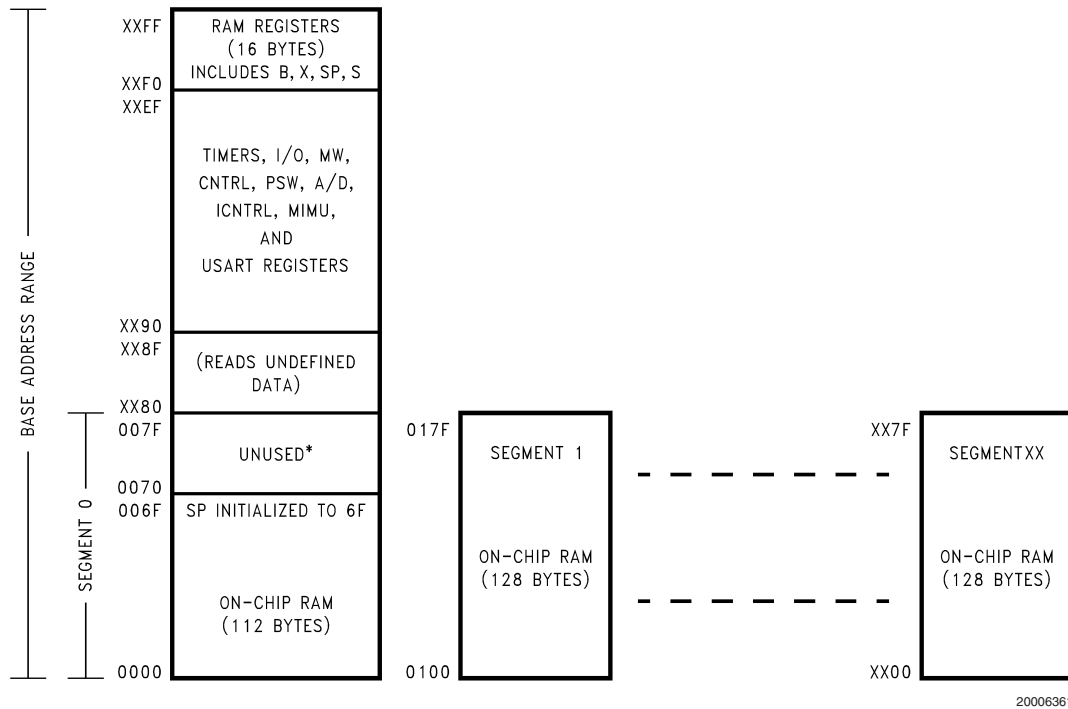 XXFF
RAM REGISTERS
(16 BYTES)
INCLUDES B, X, SP, S
XXF0
XXEF
TIMERS, I/O, MW,
CNTRL, PSW, A/D,
ICNTRL, MIMU,
AND
USART REGISTERS
XX90
XX8F
(READS UNDEFINED
DATA)
XX80
007F
UNUSED*
0070
006F
SP INITIALIZED TO 6F
ON-CHIP RAM
(112 BYTES)
0000
BASE ADDRESS RANGE
SEGMENT 0
017F
SEGMENT 1
ON-CHIP RAM
(128 BYTES)
0100
XX7F
SEGMENT XX
ON-CHIP RAM
(128 BYTES)
XX00
20006361